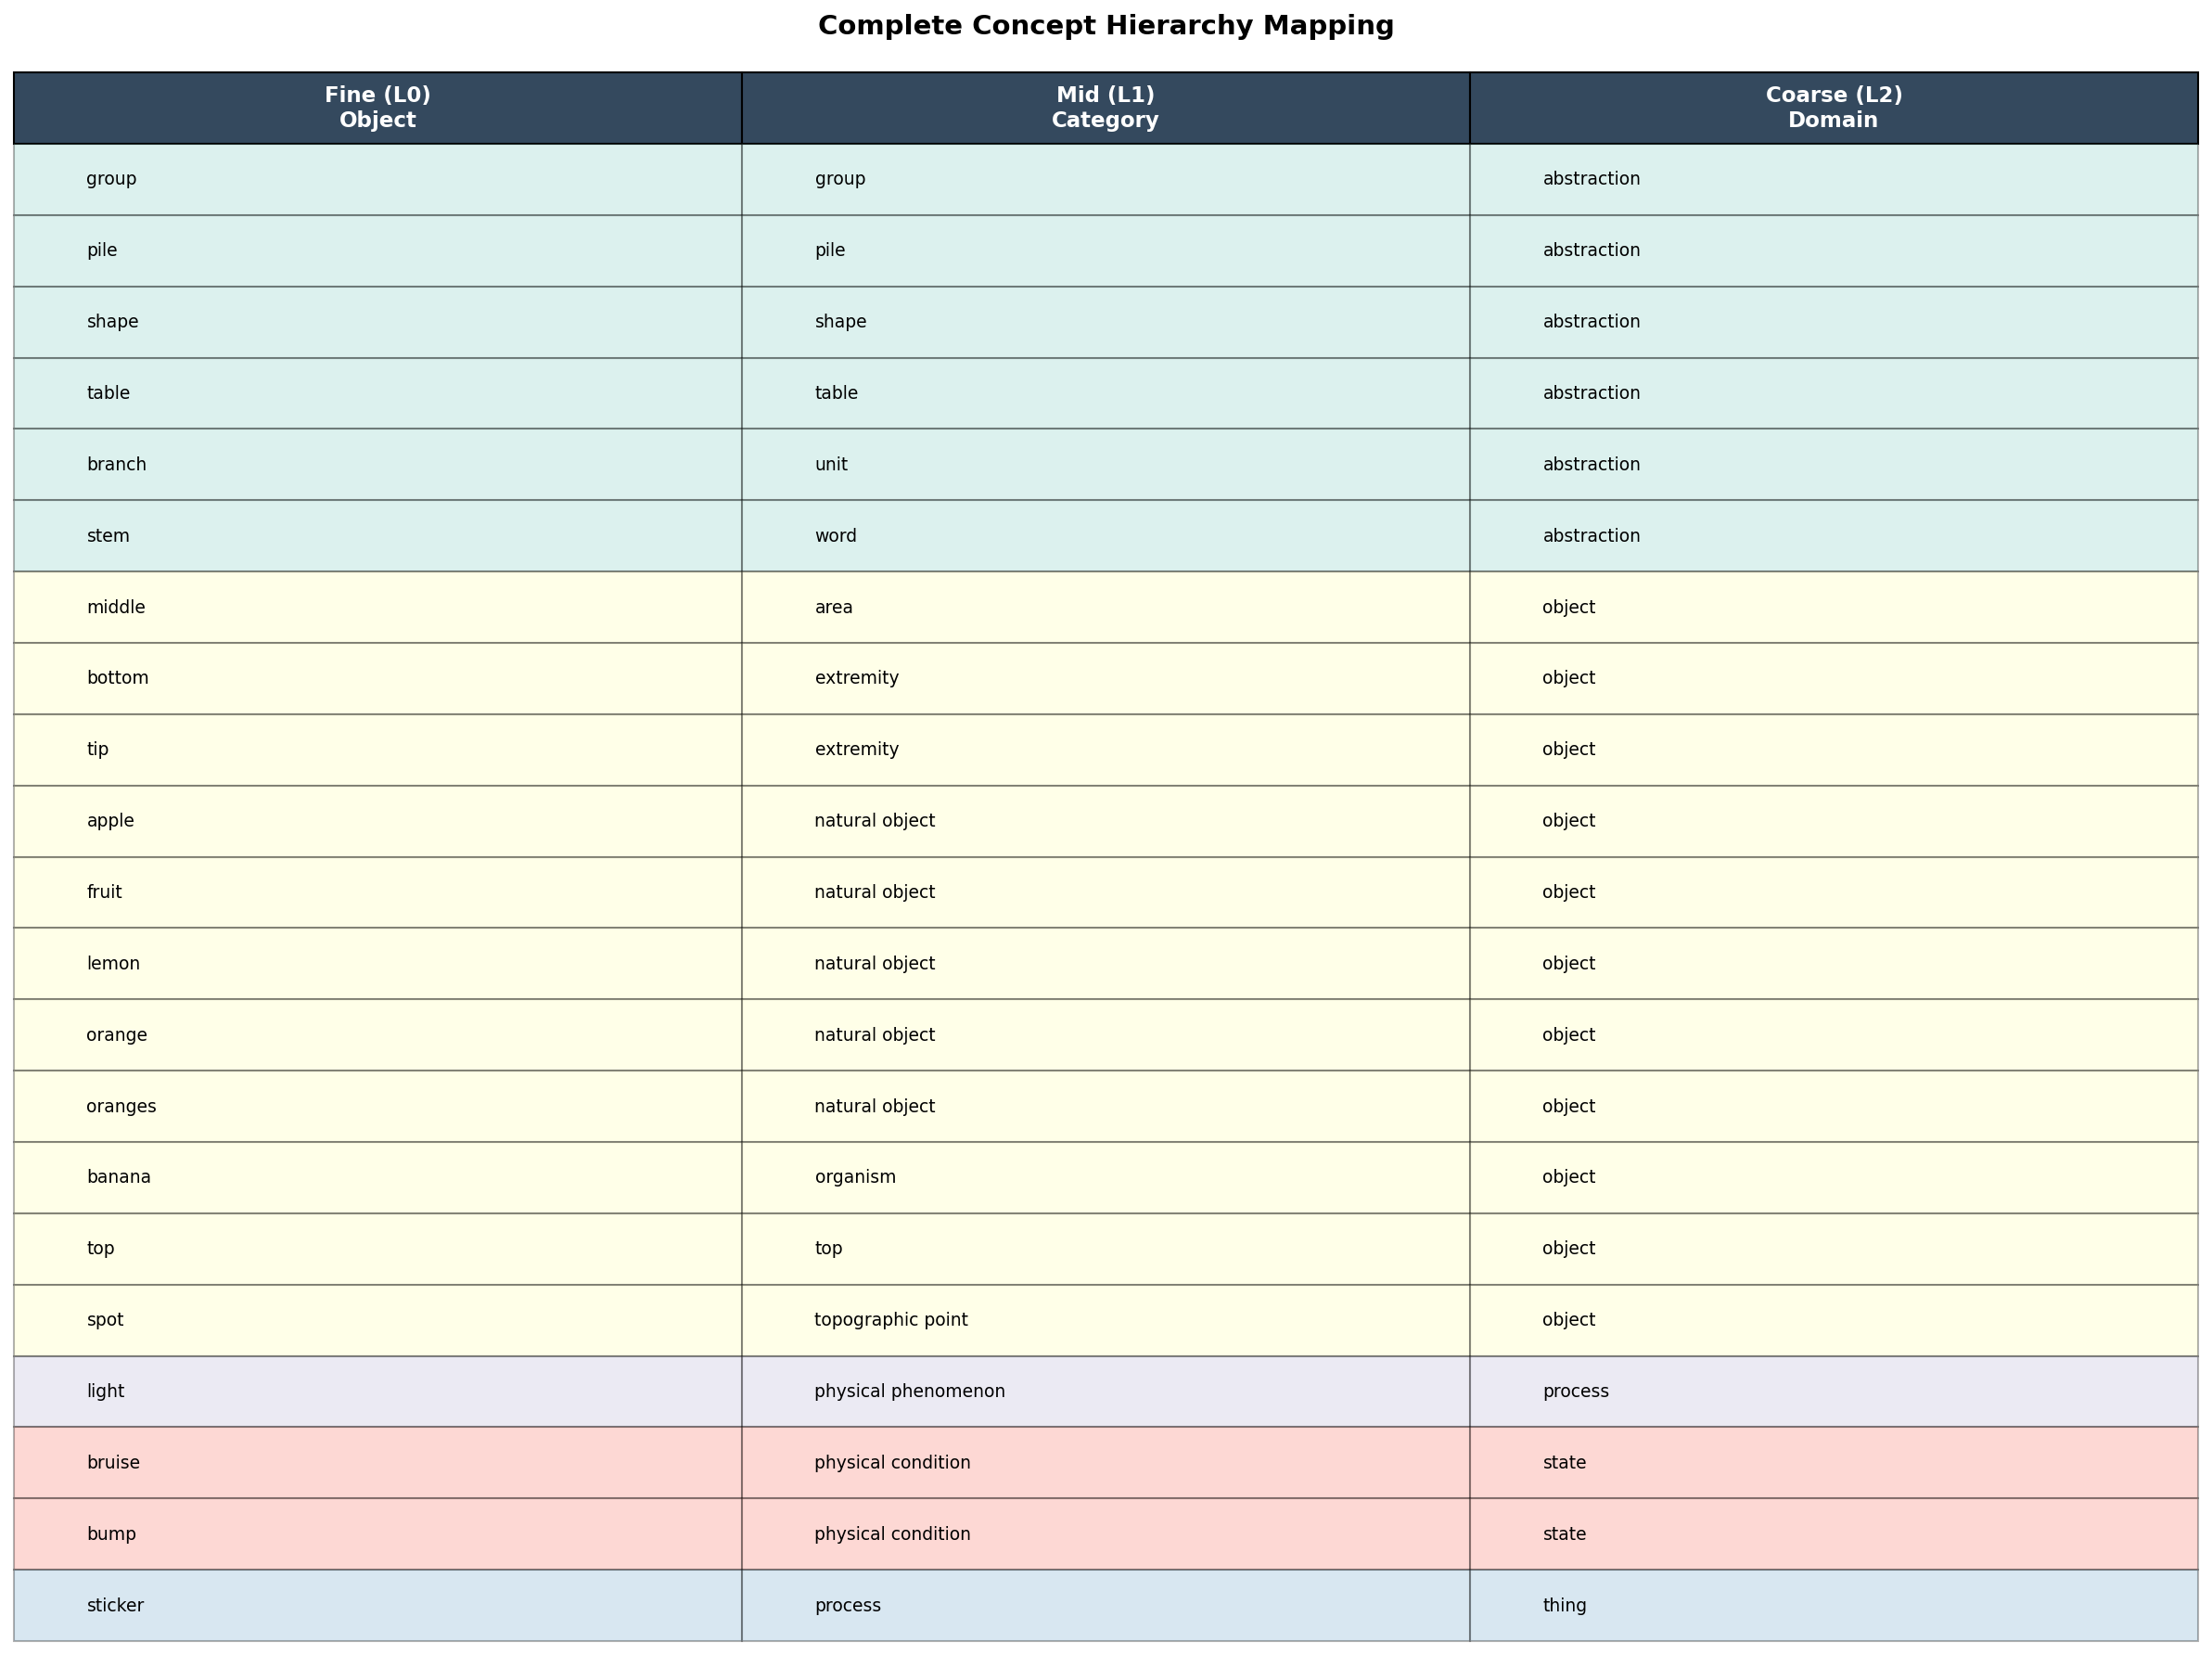 Complete Concept Hierarchy Mapping
Fine (L0) Mid (L1) Coarse (L2)
Object Category Domain
group group abstraction
pile pile abstraction
shape shape abstraction
table table abstraction
branch unit abstraction
stem word abstraction
middle area object
bottom extremity object
tip extremity object
apple natural object object
fruit natural object object
lemon natural object object
orange natural object object
oranges natural object object
banana organism object
top top object
spot topographic point object
light physical phenomenon process
bruise physical condition state
bump physical condition state
sticker process thing